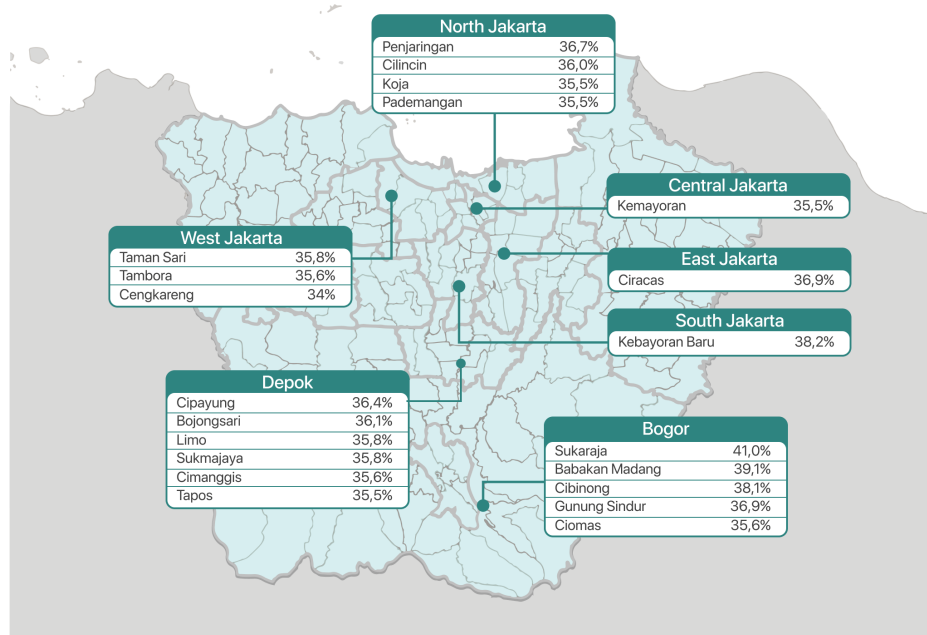 North Jakarta
Penjaringan 36,7%
Cilincin 36,0%
Koja 35,5%
Pademangan 35,5%
Central Jakarta
Kemayoran 35,5%
West Jakarta
Taman Sari 35,8%
Tambora 35,6%
Cengkareng 34%
East Jakarta
Ciracas 36,9%
South Jakarta
Kebayoran Baru 38,2%
Depok
Cipayung 36,4%
Bojongsari 36,1%
Limo 35,8%
Sukmajaya 35,8%
Cimanggis 35,6%
Tapos 35,5%
Bogor
Sukaraja 41,0%
Babakan Madang 39,1%
Cibinong 38,1%
Gunung Sindur 36,9%
Ciomas 35,6%